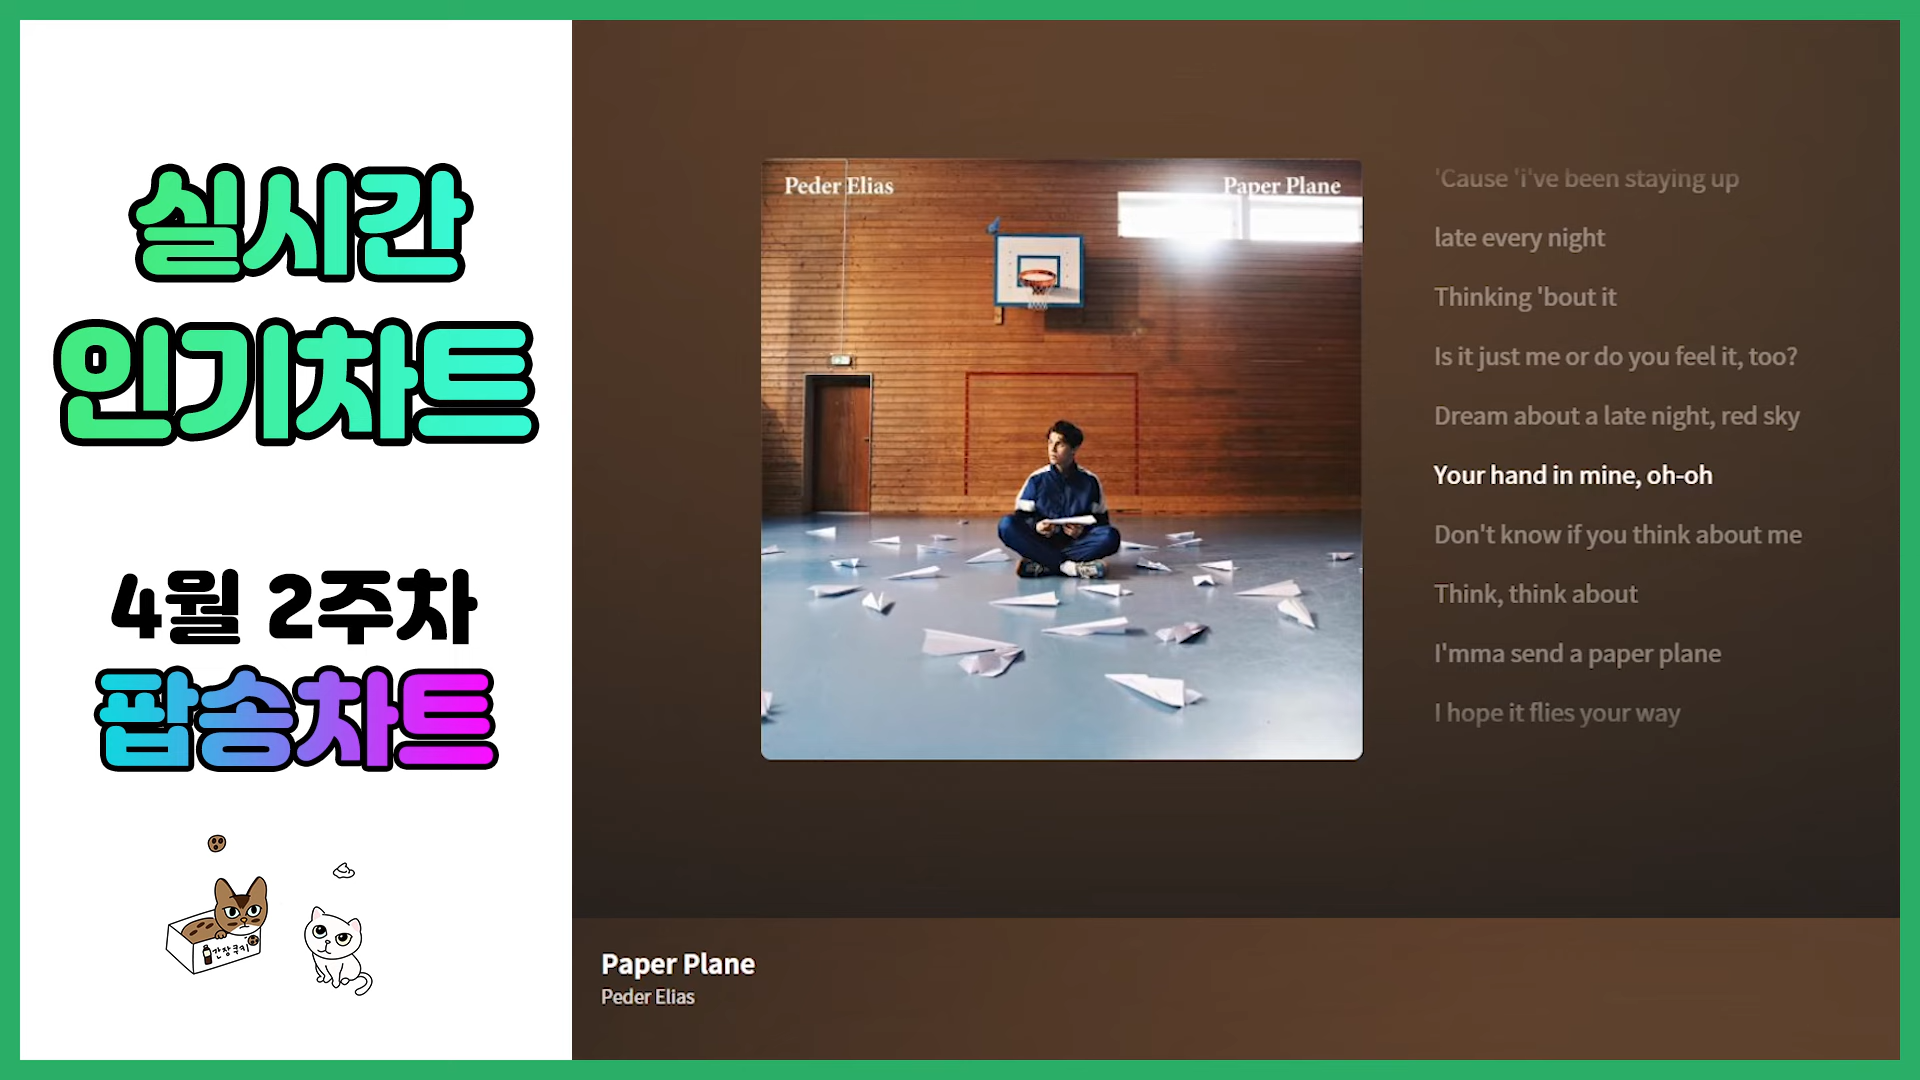 실시간
인기차트
4월 2주차
팝송차트
간장쿡키
Peder Elias
Paper Plane
'Cause 'i've been staying up
late every night
Thinking 'bout it
Is it just me or do you feel it, too?
Dream about a late night, red sky
Your hand in mine, oh-oh
Don't know if you think about me
Think, think about
I'mma send a paper plane
I hope it flies your way
Paper Plane
Peder Elias